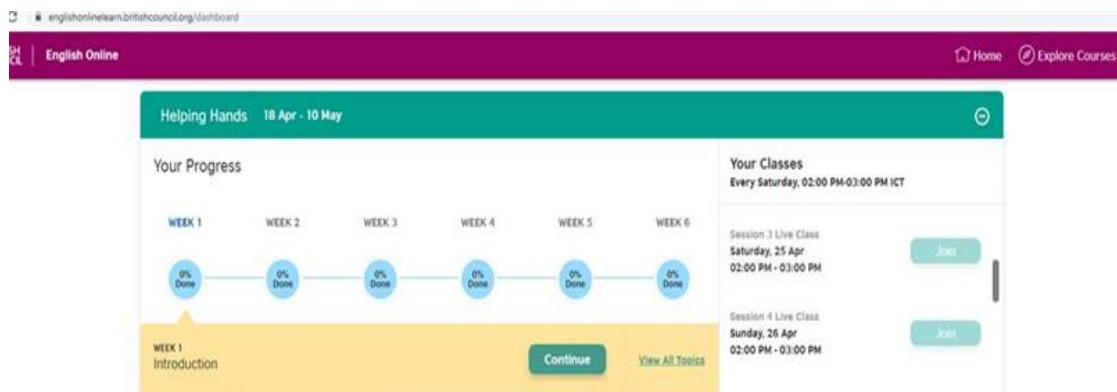 englishonlinelearn.britishcouncil.org/dashboard
English Online
Home
Explore Courses
Helping Hands 18 Apr - 10 May
Your Progress
WEEK 1 WEEK 2 WEEK 3 WEEK 4 WEEK 5 WEEK 6
0% 0% 0% 0% 0% 0%
Done Done Done Done Done Done
WEEK 1
Introduction
Continue
View All Topics
Your Classes
Every Saturday, 02:00 PM-03:00 PM ICT
Session 3 Live Class
Saturday, 25 Apr
02:00 PM - 03:00 PM
Join
Session 4 Live Class
Sunday, 26 Apr
02:00 PM - 03:00 PM
Join